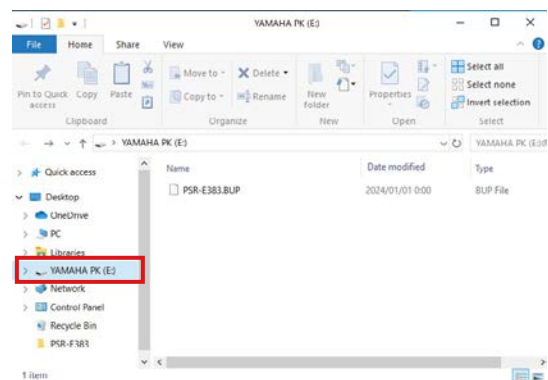 YAMAHA PK (E:)
File Home Share View
Pin to Quick access
Copy
Paste
Clipboard
Move to
Copy to
Delete
Rename
Organize
New folder
New
Properties
Open
Select all
Select none
Invert selection
Select
YAMAHA PK (E:)
YAMAHA PK (E:)
Quick access
Desktop
OneDrive
PC
Libraries
YAMAHA PK (E:)
Network
Control Panel
Recycle Bin
PSR-E383
Name Date modified Type
PSR-E383.BUP 2024/01/01 0:00 BUP File
1 item